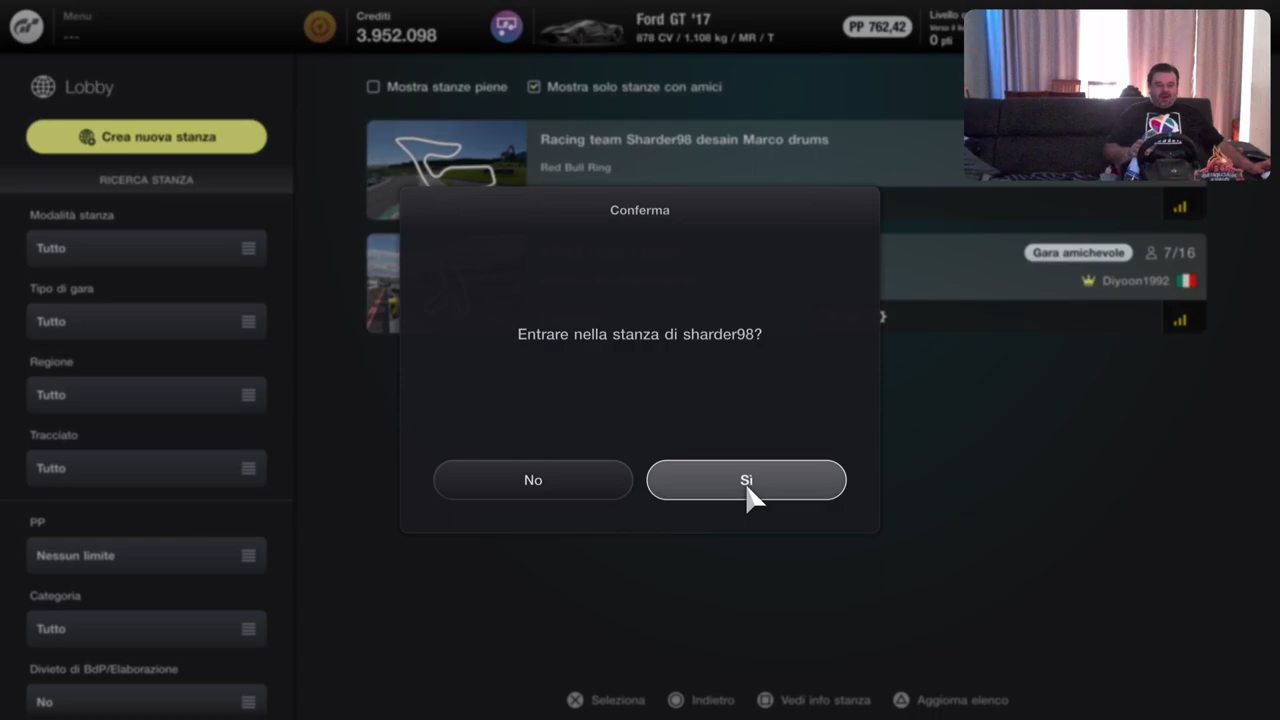 Menu
---
Crediti
3.952.098
Ford GT '17
878 CV / 1.108 kg / MR / T
PP 762,42
Livello
0 pti
Lobby
Mostra stanze piene
Mostra solo stanze con amici
Crea nuova stanza
RICERCA STANZA
Modalità stanza
Tutto
Tipo di gara
Tutto
Regione
Tutto
Tracciato
Tutto
PP
Nessun limite
Categoria
Tutto
Divieto di BdP/Elaborazione
No
Racing team Sharder98 desain Marco drums
Red Bull Ring
Gara amichevole
7/16
Diyoon1992
Conferma
Entrare nella stanza di sharder98?
No
Sì
Seleziona
Indietro
Vedi info stanza
Aggiorna elenco